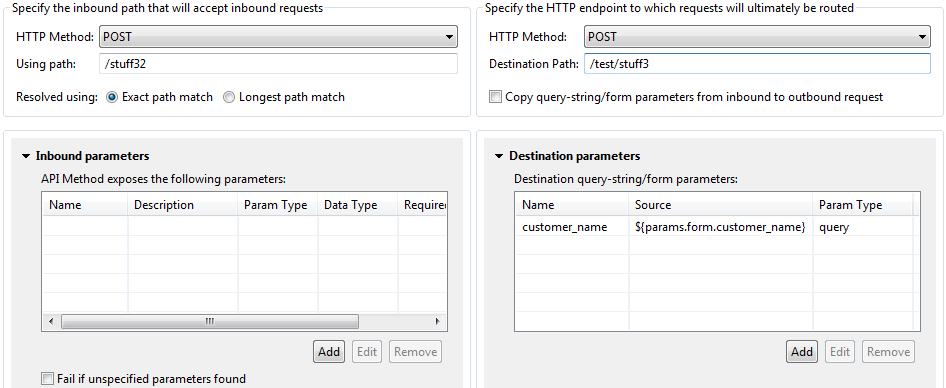 Specify the inbound path that will accept inbound requests
HTTP Method: POST
Using path: /stuff32
Resolved using: Exact path match Longest path match
Inbound parameters
API Method exposes the following parameters:
Name Description Param Type Data Type Require
Add Edit Remove
Fail if unspecified parameters found
Specify the HTTP endpoint to which requests will ultimately be routed
HTTP Method: POST
Destination Path: /test/stuff3
Copy query-string/form parameters from inbound to outbound request
Destination parameters
Destination query-string/form parameters:
Name Source Param Type
customer_name ${params.form.customer_name} query
Add Edit Remove